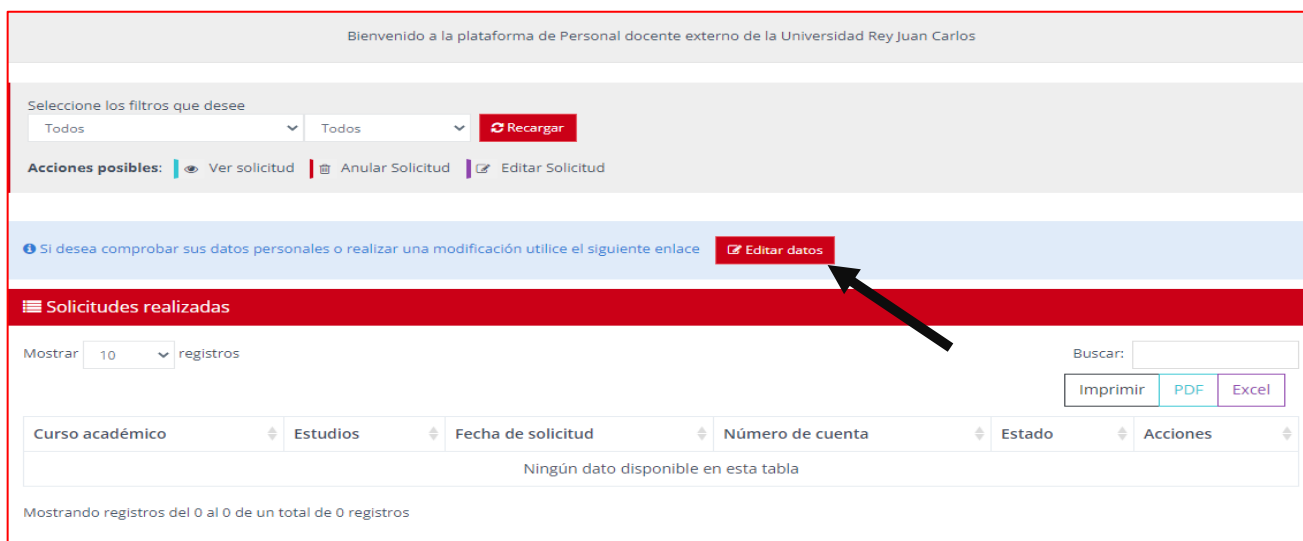 Bienvenido a la plataforma de Personal docente externo de la Universidad Rey Juan Carlos
Seleccione los filtros que desee
Todos Todos Recargar
Acciones posibles: Ver solicitud Anular Solicitud Editar Solicitud
Si desea comprobar sus datos personales o realizar una modificación utilice el siguiente enlace Editar datos
Solicitudes realizadas
Mostrar 10 registros Buscar:
Imprimir PDF Excel
Curso académico Estudios Fecha de solicitud Número de cuenta Estado Acciones
Ningún dato disponible en esta tabla
Mostrando registros del 0 al 0 de un total de 0 registros